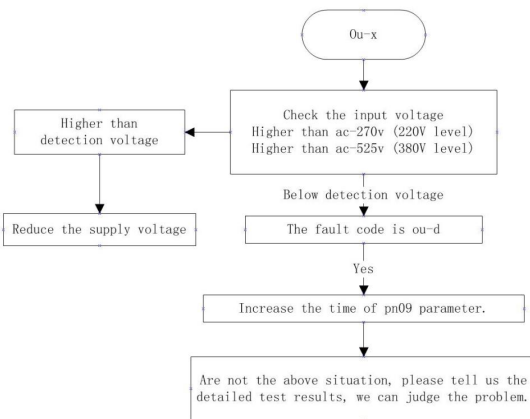 Ou-x
Check the input voltage
Higher than ac-270v (220V level)
Higher than ac-525v (380V level)
Higher than
detection voltage
Reduce the supply voltage
Below detection voltage
The fault code is ou-d
Yes
Increase the time of pn09 parameter.
Are not the above situation, please tell us the
detailed test results, we can judge the problem.